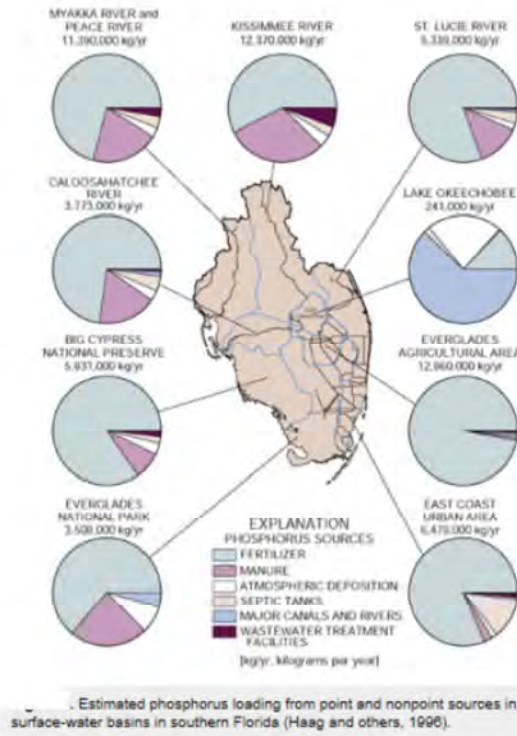 MYAKKA RIVER and
PEACE RIVER
11,390,000 kg/yr
KISSIMMEE RIVER
12,370,000 kg/yr
ST. LUCIE RIVER
5,339,000 kg/yr
CALOOSAHATCHEE
RIVER
3,773,000 kg/yr
LAKE OKEECHOBEE
241,000 kg/yr
BIG CYPRESS
NATIONAL PRESERVE
5,831,000 kg/yr
EVERGLADES
AGRICULTURAL AREA
12,860,000 kg/yr
EVERGLADES
NATIONAL PARK
3,508,000 kg/yr
EAST COAST
URBAN AREA
6,470,000 kg/yr
EXPLANATION
PHOSPHORUS SOURCES
FERTILIZER
MANURE
ATMOSPHERIC DEPOSITION
SEPTIC TANKS
MAJOR CANALS AND RIVERS
WASTEWATER TREATMENT
FACILITIES
[kg/yr, kilograms per year]
. Estimated phosphorus loading from point and nonpoint sources in
surface-water basins in southern Florida (Haag and others, 1996).